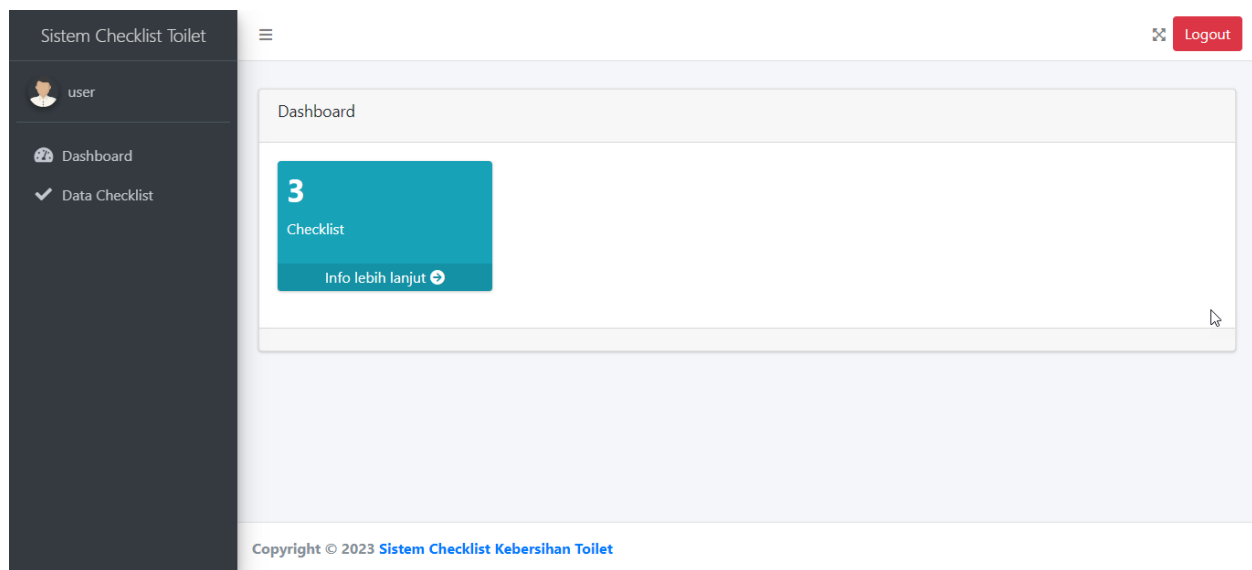 Sistem Checklist Toilet
Logout
user
Dashboard
Data Checklist
Dashboard
3
Checklist
Info lebih lanjut
Copyright © 2023 Sistem Checklist Kebersihan Toilet